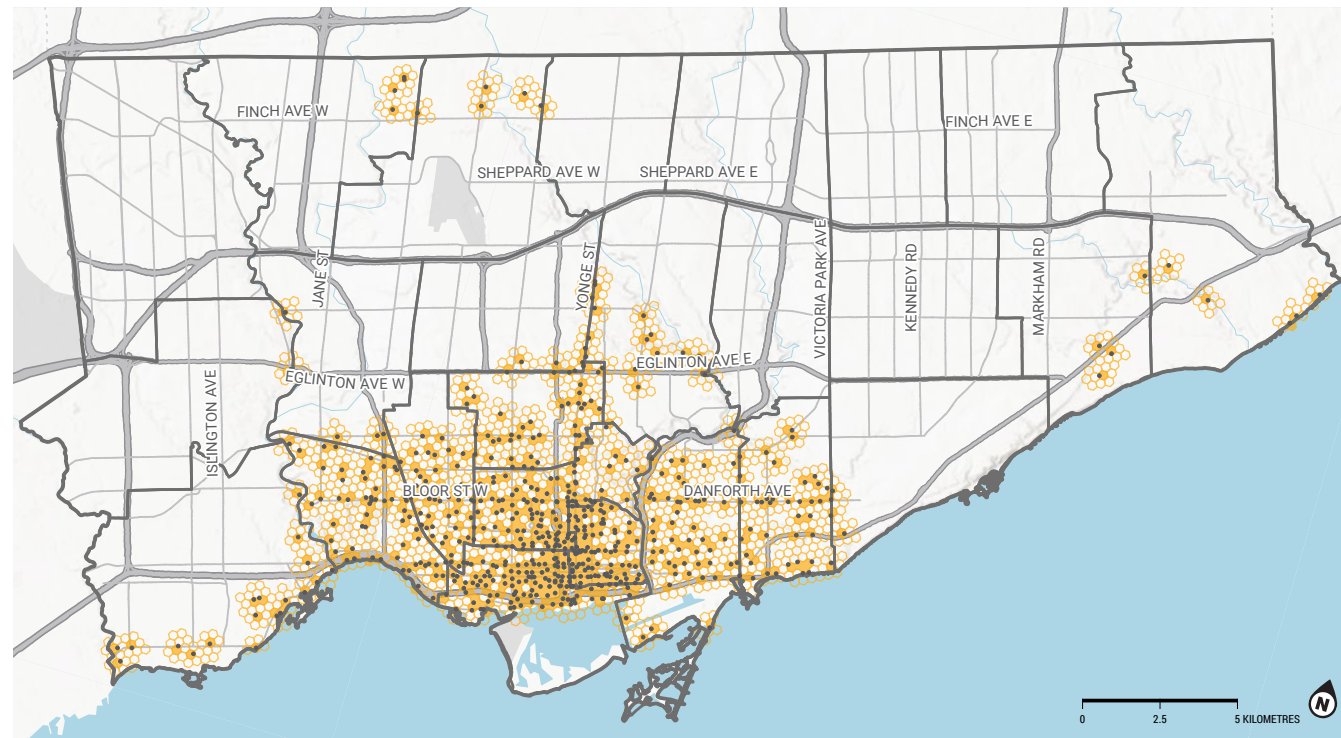 FINCH AVE W
FINCH AVE E
SHEPPARD AVE W
SHEPPARD AVE E
JANE ST
YONGE ST
VICTORIA PARK AVE
KENNEDY RD
MARKHAM RD
EGLINTON AVE E
EGLINTON AVE W
ISLINGTON AVE
BLOOR ST W
DANFORTH AVE
0 2.5 5 KILOMETRES
N